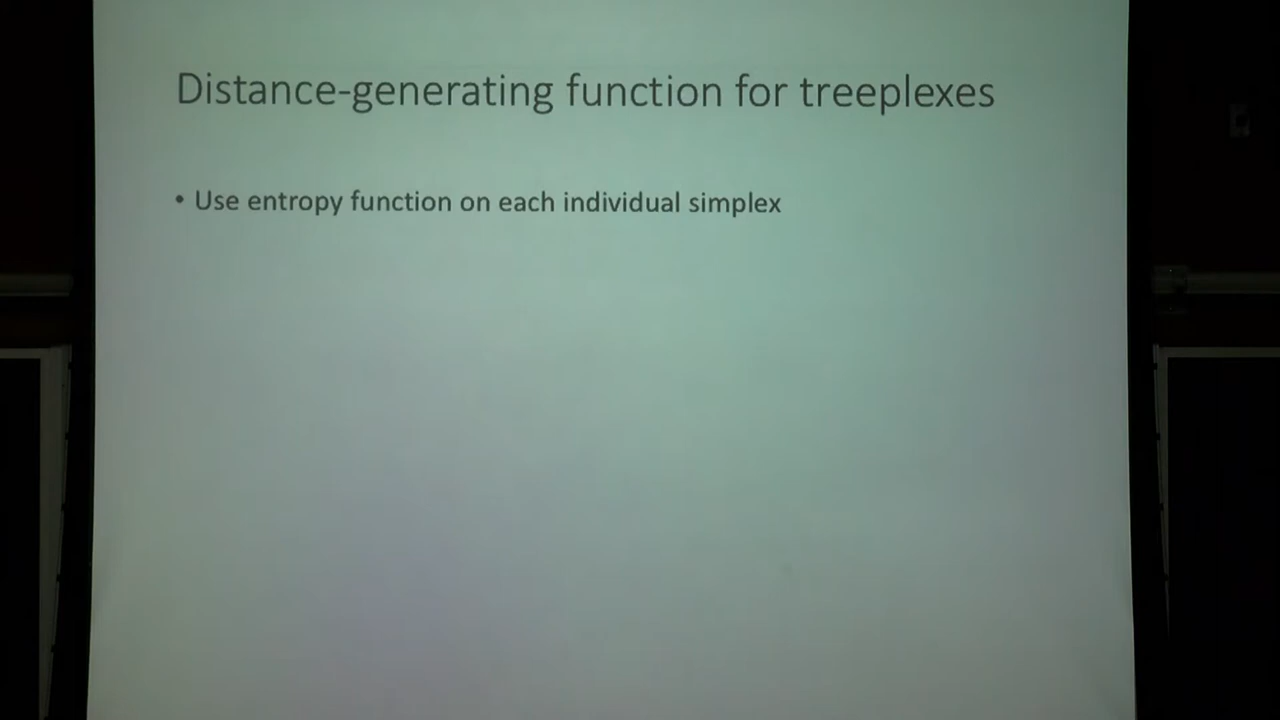 Distance-generating function for treeplexes
• Use entropy function on each individual simplex